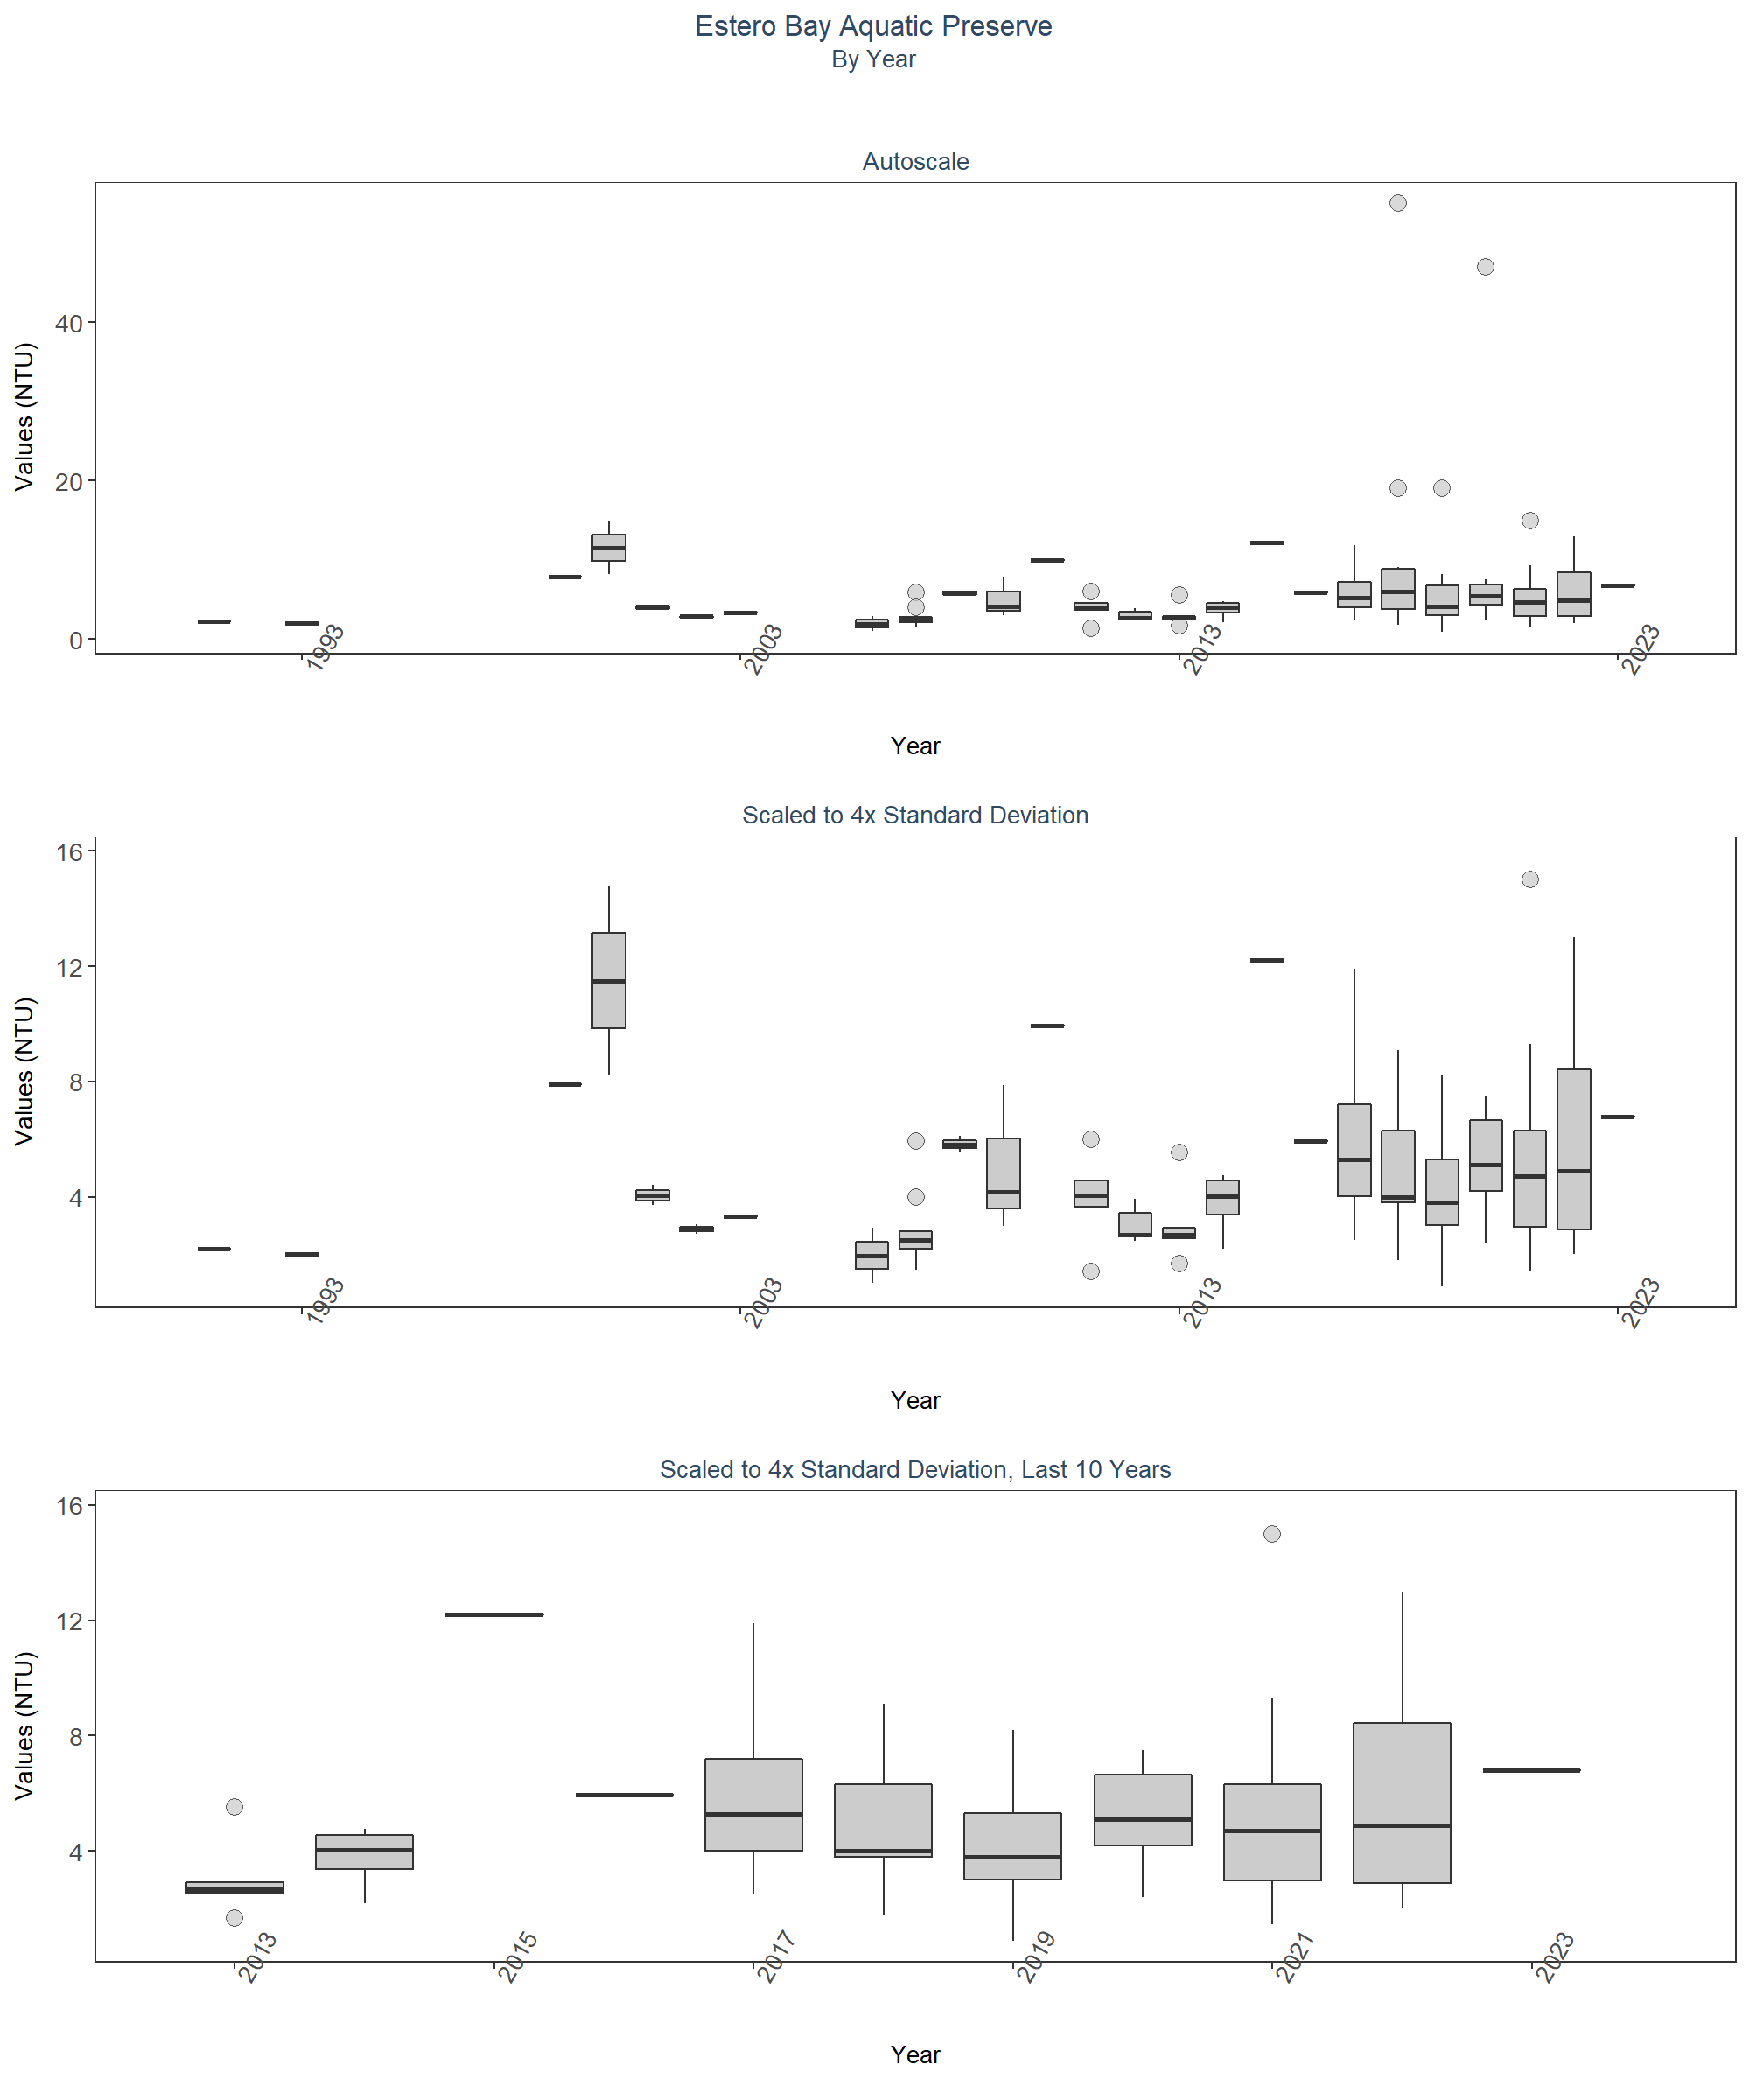 Estero Bay Aquatic Preserve
By Year
Autoscale
Values (NTU)
40
20
0
1993
2003
2013
2023
Year
Scaled to 4x Standard Deviation
Values (NTU)
16
12
8
4
1993
2003
2013
2023
Year
Scaled to 4x Standard Deviation, Last 10 Years
Values (NTU)
16
12
8
4
2013
2015
2017
2019
2021
2023
Year